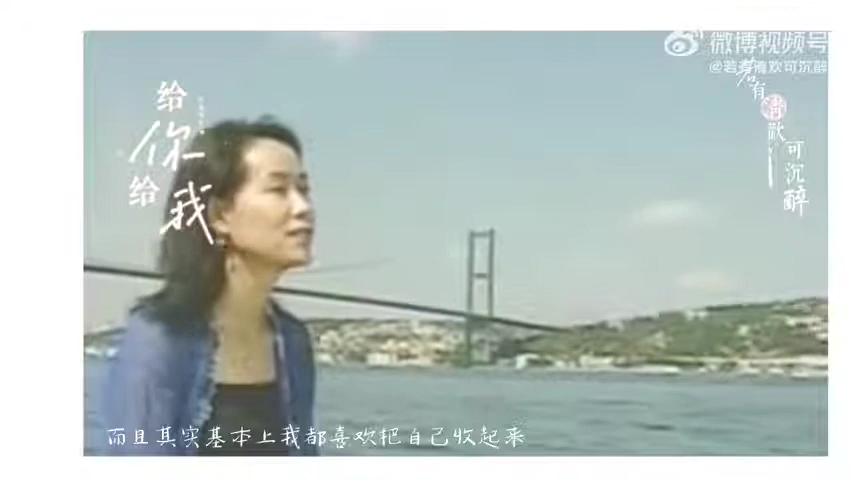 微博视频号
@若有清欢可沉醉
若有清欢可沉醉
给
你
给
我
而且其实基本上我都喜欢把自己收起来